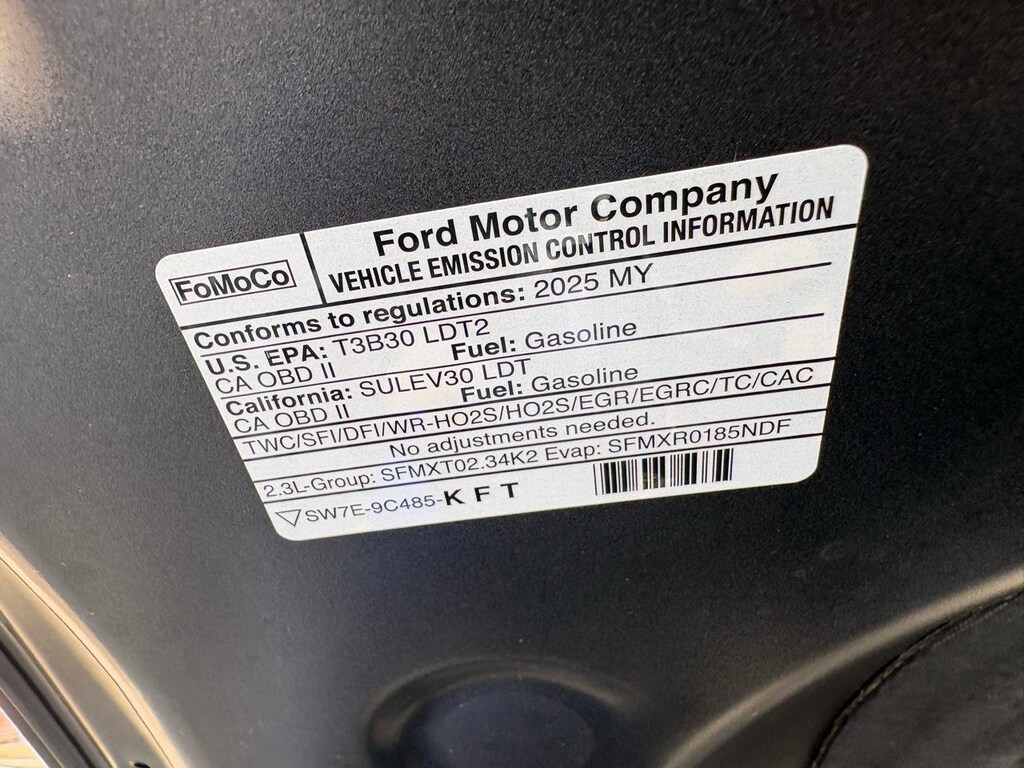 FoMoCo
Ford Motor Company
VEHICLE EMISSION CONTROL INFORMATION
Conforms to regulations: 2025 MY
U.S. EPA: T3B30 LDT2
CA OBD II Fuel: Gasoline
California: SULEV30 LDT
CA OBD II Fuel: Gasoline
TWC/SFI/DFI/WR-HO2S/HO2S/EGR/EGRC/TC/CAC
No adjustments needed.
2.3L-Group: SFMXT02.34K2 Evap: SFMXR0185NDF
SW7E-9C485-K F T